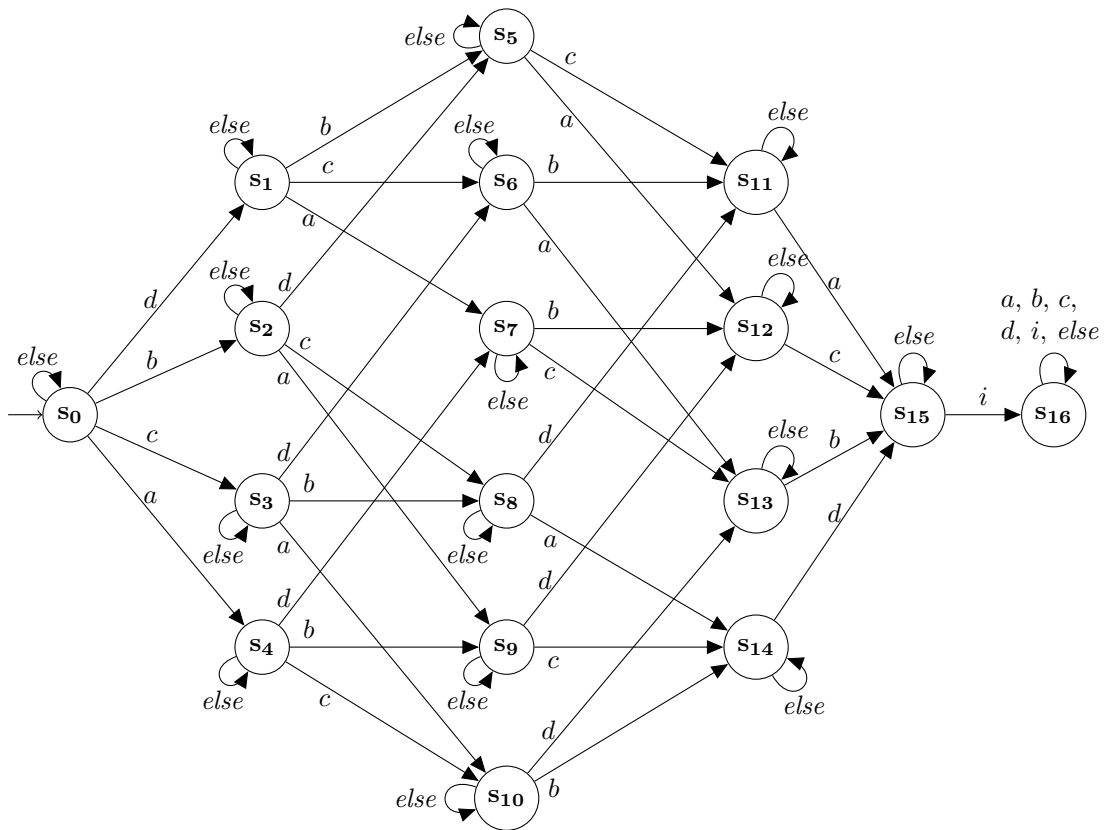 else s5 c
a
else s1 b c a
else s6 b a
else s11 a
else s2 d c a
else s7 b c
else s12 c
d
b
else s0
c
a
else s15 i
a, b, c,
d, i, else
s16
else s3 d b a
else s8 d a
else s13 b
else s4 d b c
else s9 d c
else s14 d
else s10 d b